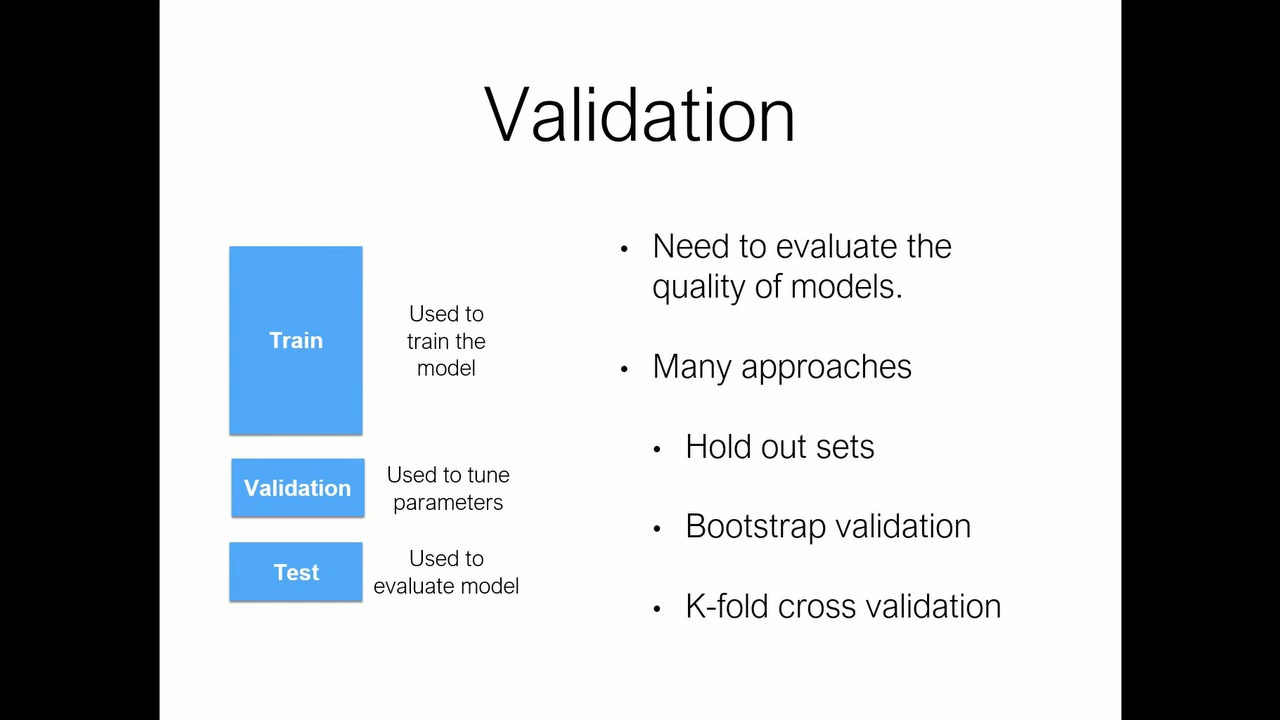 Validation
Train
Used to
train the
model
Validation
Used to tune
parameters
Test
Used to
evaluate model
• Need to evaluate the
quality of models.
• Many approaches
• Hold out sets
• Bootstrap validation
• K-fold cross validation